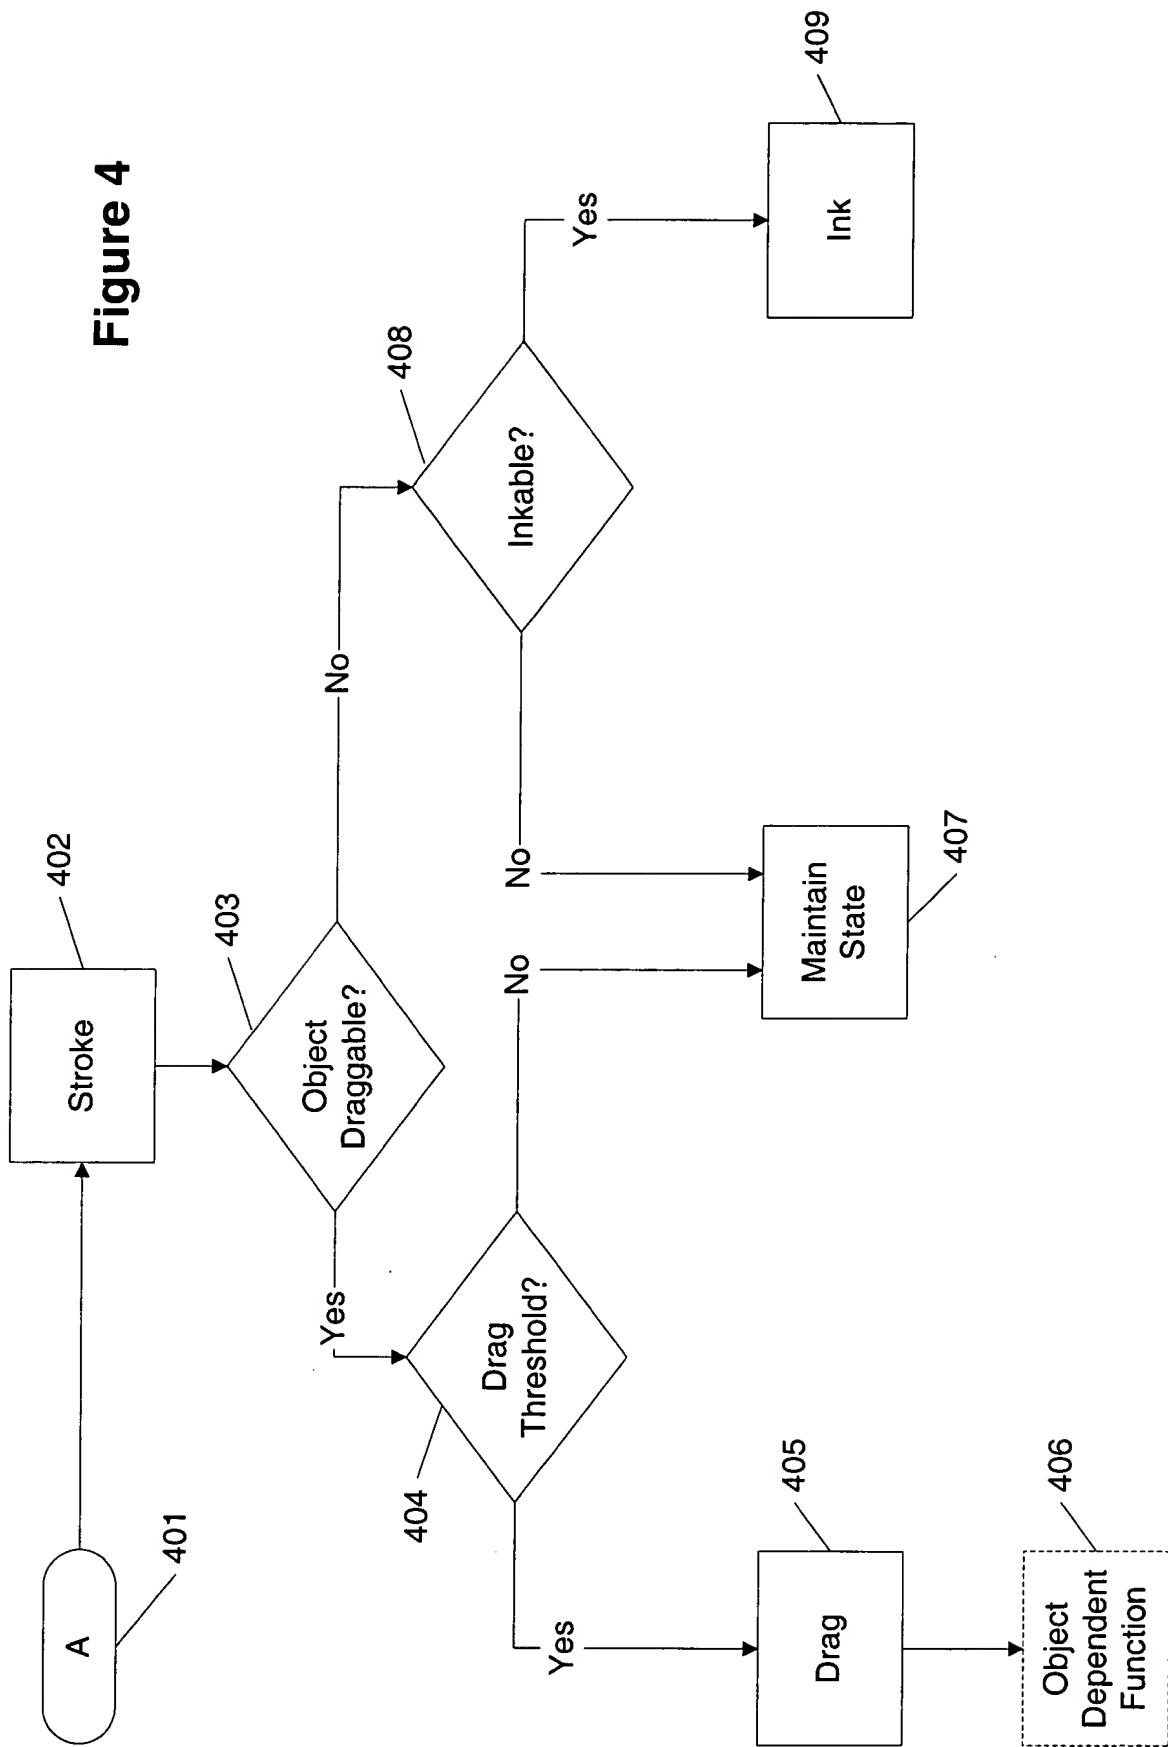 Figure 4
A
401
Stroke
402
Object
Draggable?
403
Yes
No
Drag
Threshold?
404
Inkable?
408
Yes
No
No
Yes
Drag
405
Maintain
State
407
Ink
409
Object
Dependent
Function
406